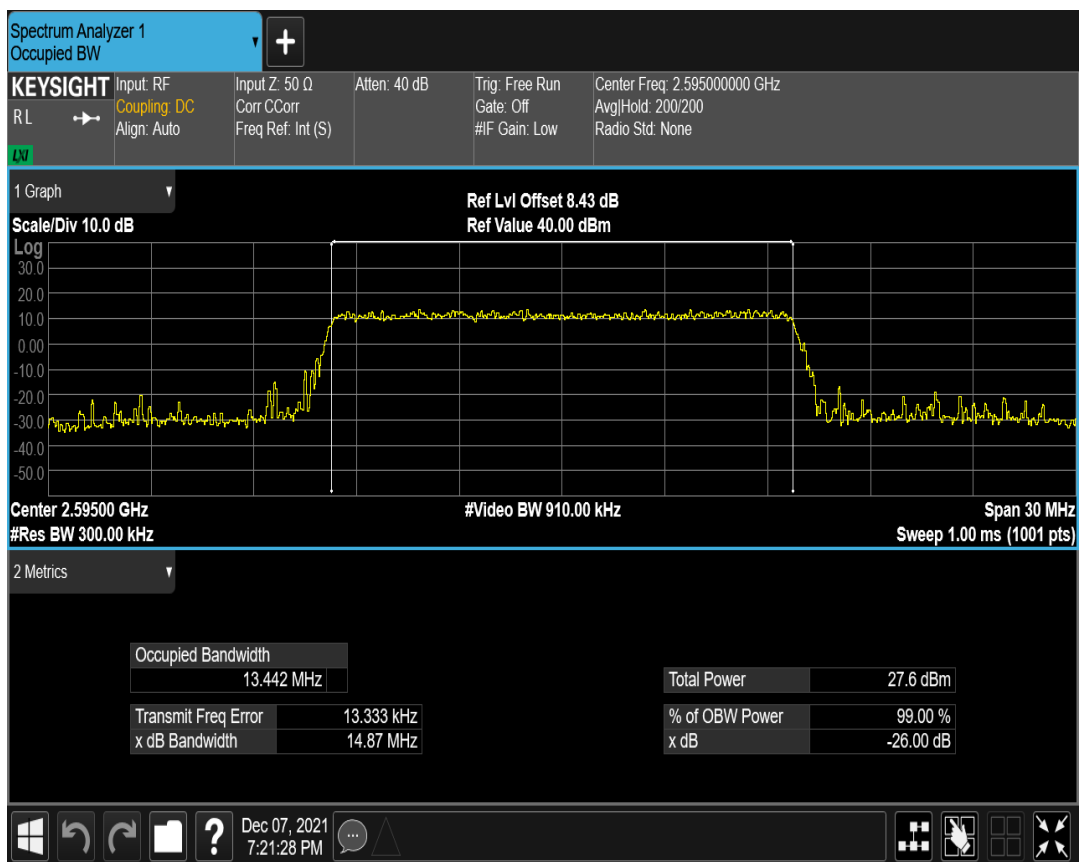 Spectrum Analyzer 1
Occupied BW
+
KEYSIGHT
Input: RF
Input Z: 50 Ω
Atten: 40 dB
Trig: Free Run
Center Freq: 2.595000000 GHz
R L
Coupling: DC
Corr CCorr
Gate: Off
Avg|Hold: 200/200
Align: Auto
Freq Ref: Int (S)
#IF Gain: Low
Radio Std: None
LXI
1 Graph
Ref Lvl Offset 8.43 dB
Scale/Div 10.0 dB
Ref Value 40.00 dBm
Log
30.0
20.0
10.0
0.00
-10.0
-20.0
-30.0
-40.0
-50.0
Center 2.59500 GHz
#Video BW 910.00 kHz
Span 30 MHz
#Res BW 300.00 kHz
Sweep 1.00 ms (1001 pts)
2 Metrics
Occupied Bandwidth
13.442 MHz
Total Power 27.6 dBm
Transmit Freq Error 13.333 kHz
% of OBW Power 99.00 %
x dB Bandwidth 14.87 MHz
x dB -26.00 dB
?
Dec 07, 2021
7:21:28 PM